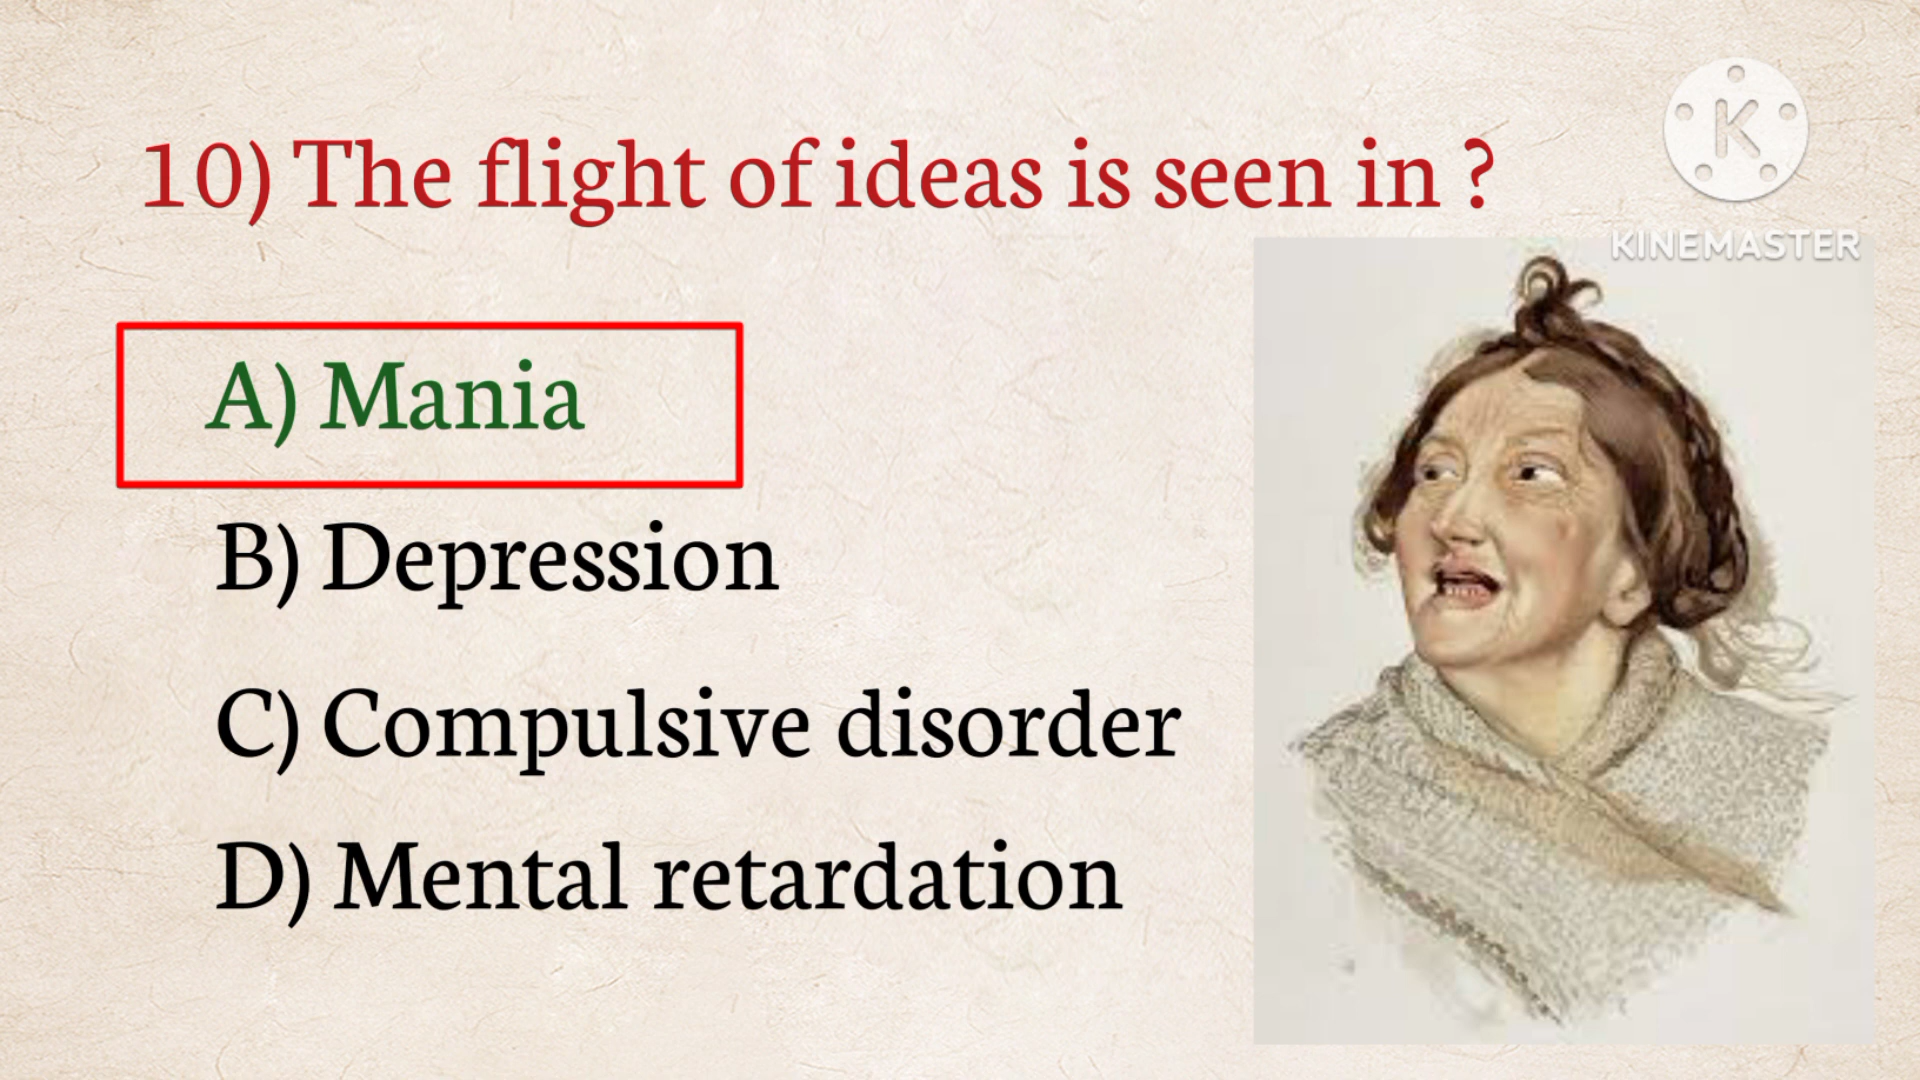 10) The flight of ideas is seen in ?
K
KINEMASTER
A) Mania
B) Depression
C) Compulsive disorder
D) Mental retardation